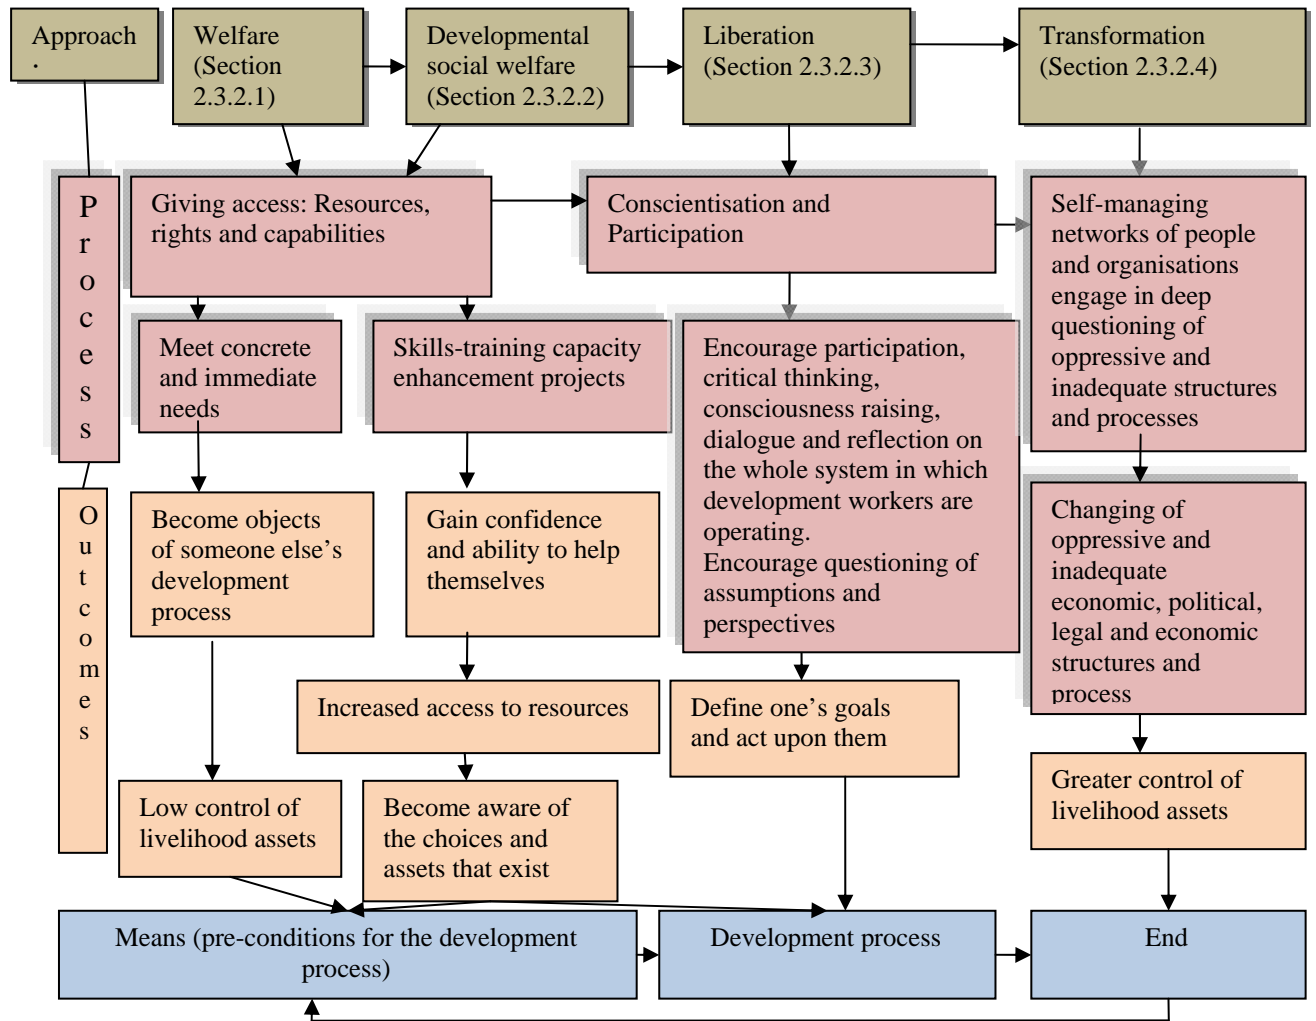 Approach
.
Welfare
(Section
2.3.2.1)
Developmental
social welfare
(Section 2.3.2.2)
Liberation
(Section 2.3.2.3)
Transformation
(Section 2.3.2.4)
Process
Giving access: Resources,
rights and capabilities
Conscientisation and
Participation
Self-managing
networks of people
and organisations
engage in deep
questioning of
oppressive and
inadequate structures
and processes
Meet concrete
and immediate
needs
Skills-training capacity
enhancement projects
Encourage participation,
critical thinking,
consciousness raising,
dialogue and reflection on
the whole system in which
development workers are
operating.
Encourage questioning of
assumptions and
perspectives
Outcomes
Become objects
of someone else’s
development
process
Gain confidence
and ability to help
themselves
Changing of
oppressive and
inadequate
economic, political,
legal and economic
structures and
process
Increased access to resources
Define one’s goals
and act upon them
Low control of
livelihood assets
Become aware of
the choices and
assets that exist
Greater control of
livelihood assets
Means (pre-conditions for the development
process)
Development process
End